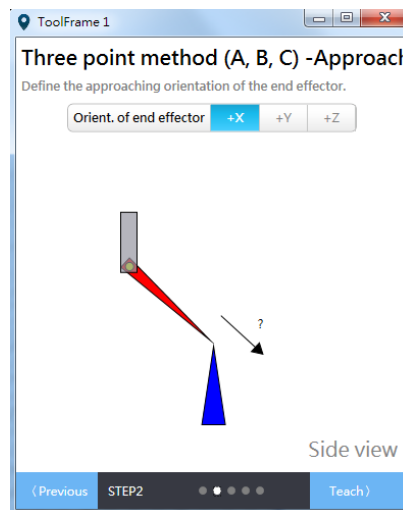 ToolFrame 1
Three point method (A, B, C) -Approach
Define the approaching orientation of the end effector.
Orient. of end effector +X +Y +Z
?
Side view
〈Previous STEP2 Teach〉